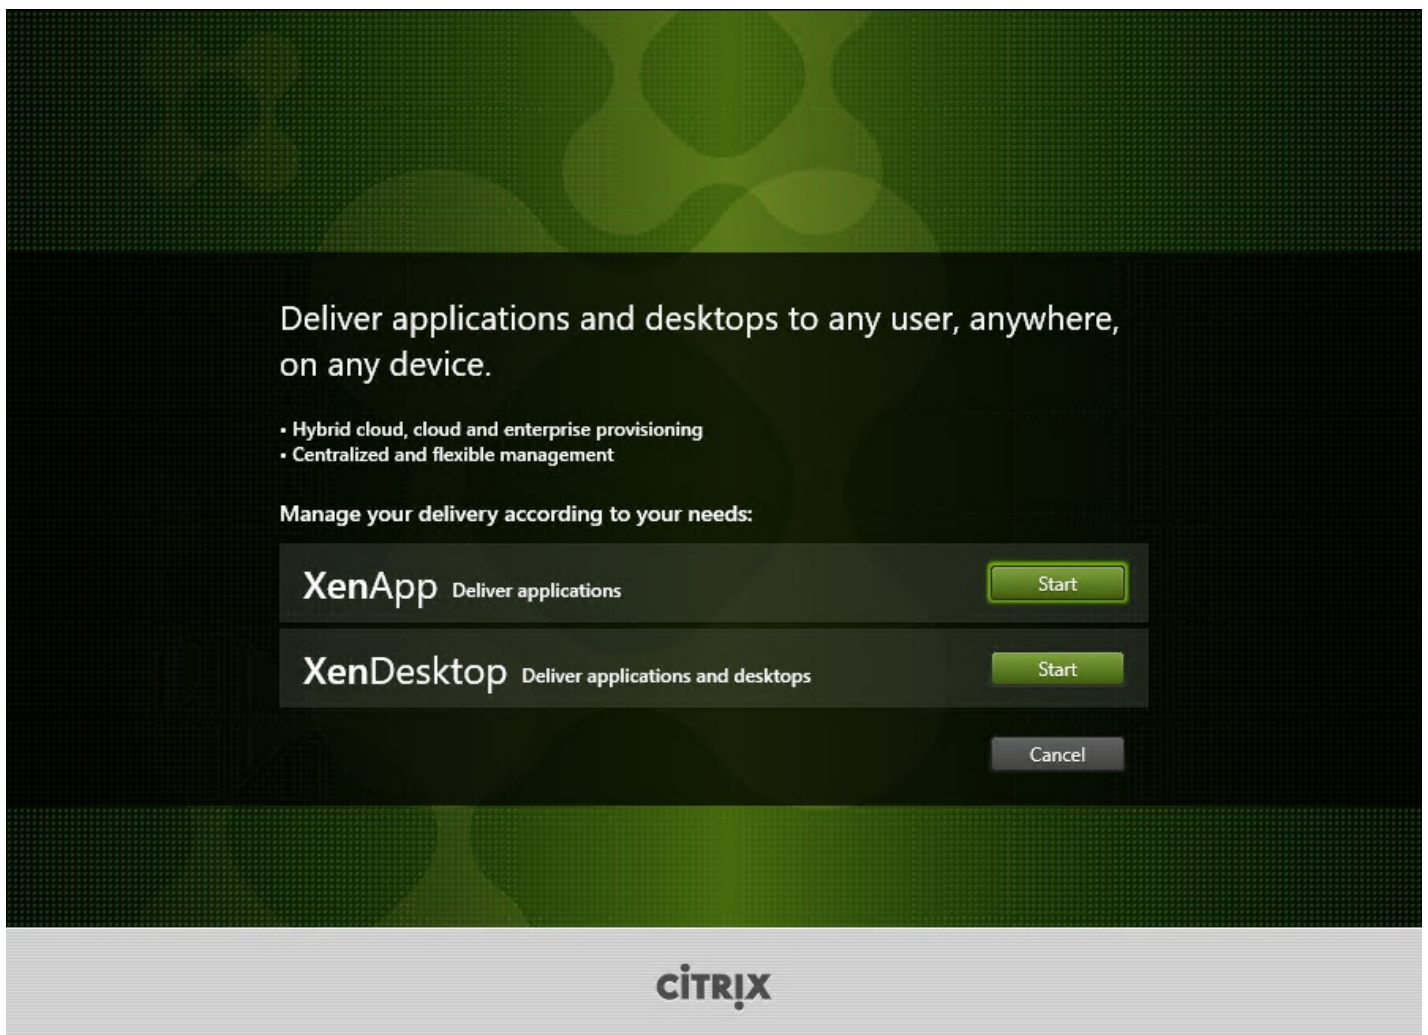 Deliver applications and desktops to any user, anywhere,
on any device.
• Hybrid cloud, cloud and enterprise provisioning
• Centralized and flexible management
Manage your delivery according to your needs:
XenApp Deliver applications Start
XenDesktop Deliver applications and desktops Start
Cancel
CITRIX